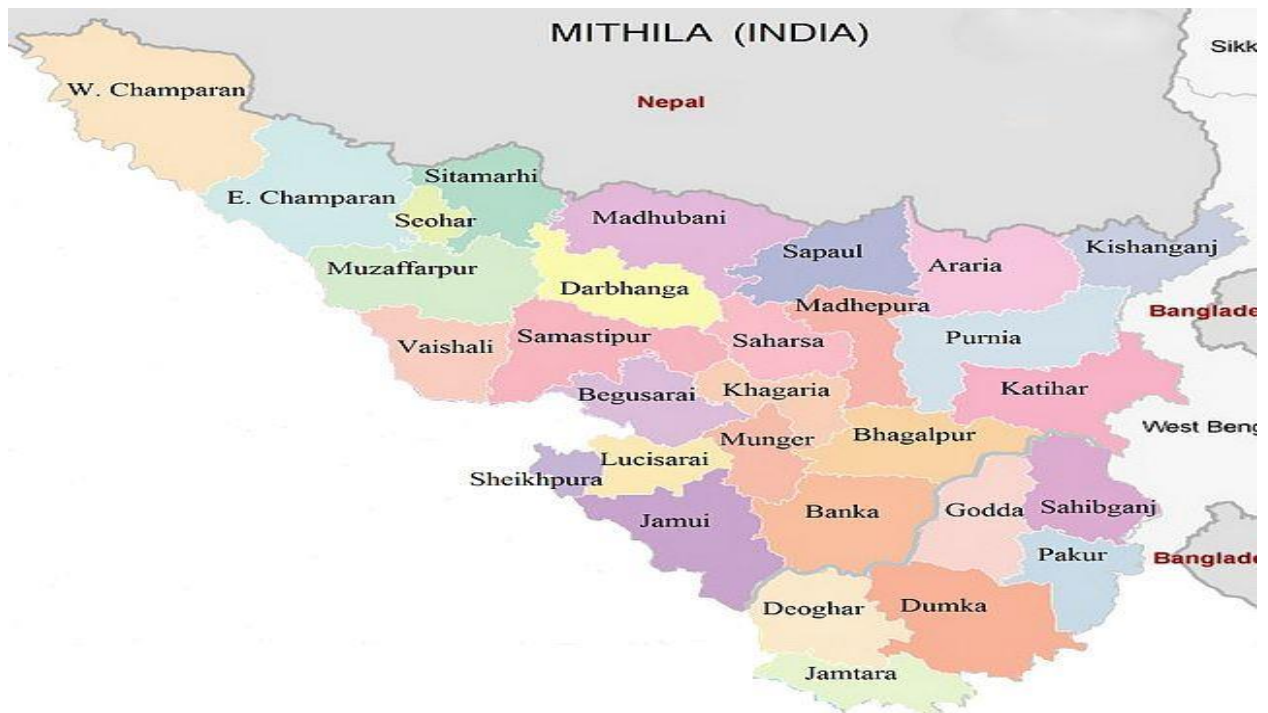 MITHILA (INDIA)
Sikk
W. Champaran
Nepal
Sitamarhi
E. Champaran
Seohar
Madhubani
Sapaul
Kishanganj
Araria
Muzaffarpur
Darbhanga
Madhepura
Banglade
Vaishali
Samastipur
Saharsa
Purnia
Begusarai
Khagaria
Katihar
West Beng
Munger
Bhagalpur
Lucisarai
Sheikhpura
Jamui
Banka
Godda
Sahibganj
Pakur
Banglade
Deoghar
Dumka
Jamtara